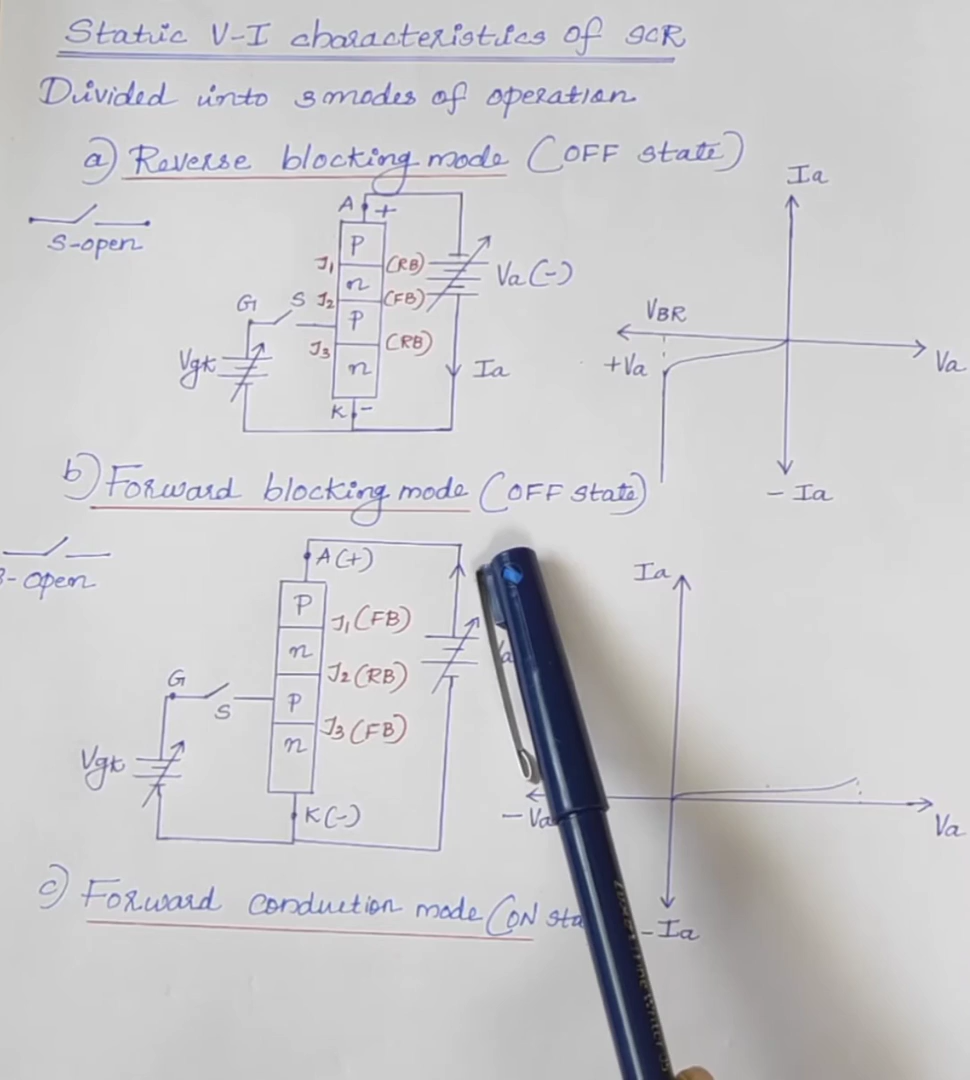 Static V-I characteristics of SCR
Divided into 3 modes of operation
a) Reverse blocking mode (OFF state)
S-open
A +
P
J1 (RB)
n
G S J2 (FB)
P
J3 (RB)
n
K -
Vgk
Va (-)
Ia
Ia
VBR
+Va
Va
- Ia
b) Forward blocking mode (OFF state)
S-open
A (+)
P
J1 (FB)
n
J2 (RB)
G
S
P
J3 (FB)
n
Vgk
K (-)
Ia
-Va
Va
-Ia
c) Forward conduction mode (ON sta